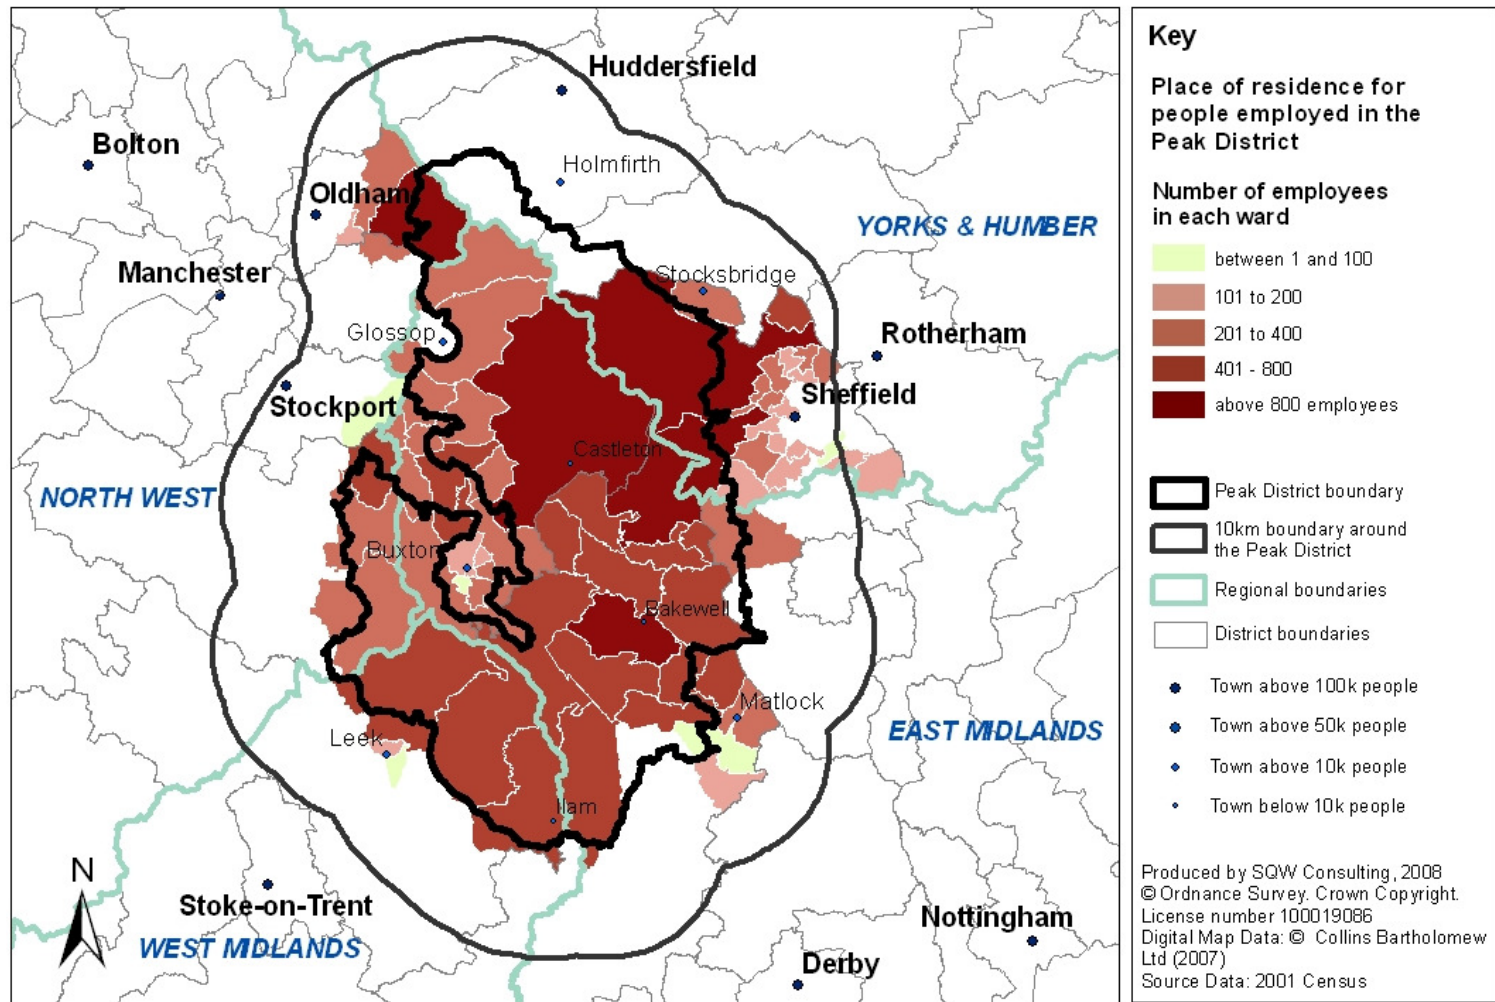 Huddersfield
Bolton
Holmfirth
Oldham
YORKS & HUMBER
Manchester
Stocksbridge
Glossop
Rotherham
Stockport
Sheffield
Castleton
NORTH WEST
Buxton
Bakewell
Matlock
Leek
EAST MIDLANDS
Ilam
N
Stoke-on-Trent
WEST MIDLANDS
Nottingham
Derby
Key
Place of residence for
people employed in the
Peak District
Number of employees
in each ward
between 1 and 100
101 to 200
201 to 400
401 - 800
above 800 employees
Peak District boundary
10km boundary around
the Peak District
Regional boundaries
District boundaries
Town above 100k people
Town above 50k people
Town above 10k people
Town below 10k people
Produced by SQW Consulting, 2008
© Ordnance Survey. Crown Copyright.
License number 100019086
Digital Map Data: © Collins Bartholomew
Ltd (2007)
Source Data: 2001 Census